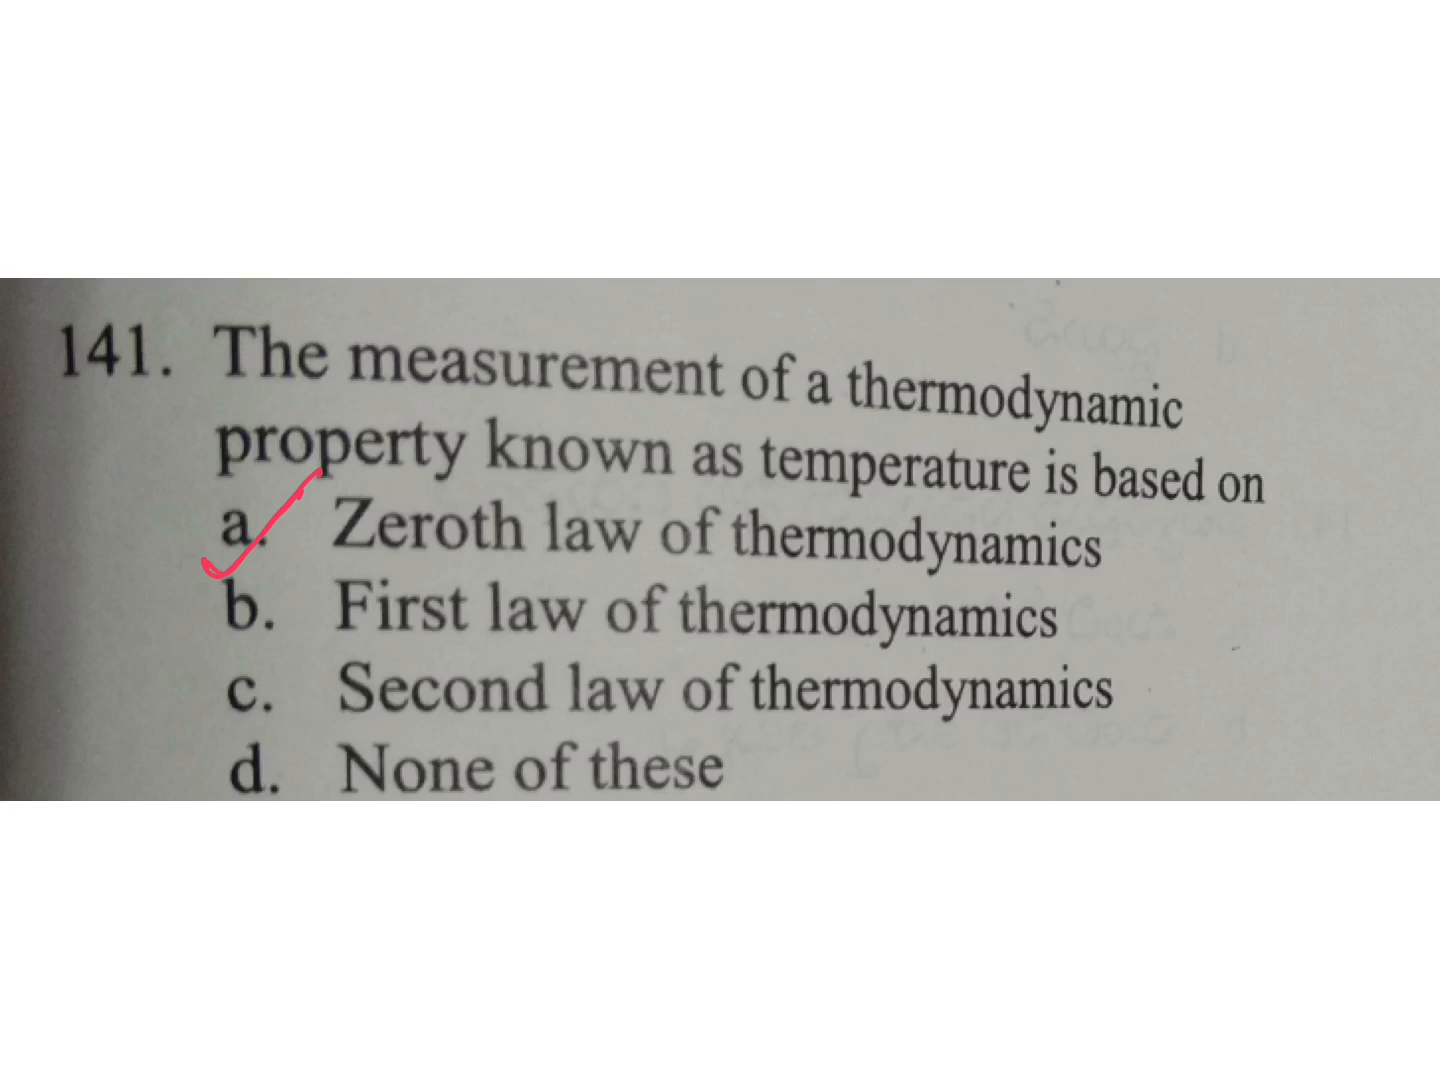 141. The measurement of a thermodynamic
property known as temperature is based on
a. Zeroth law of thermodynamics
b. First law of thermodynamics
c. Second law of thermodynamics
d. None of these